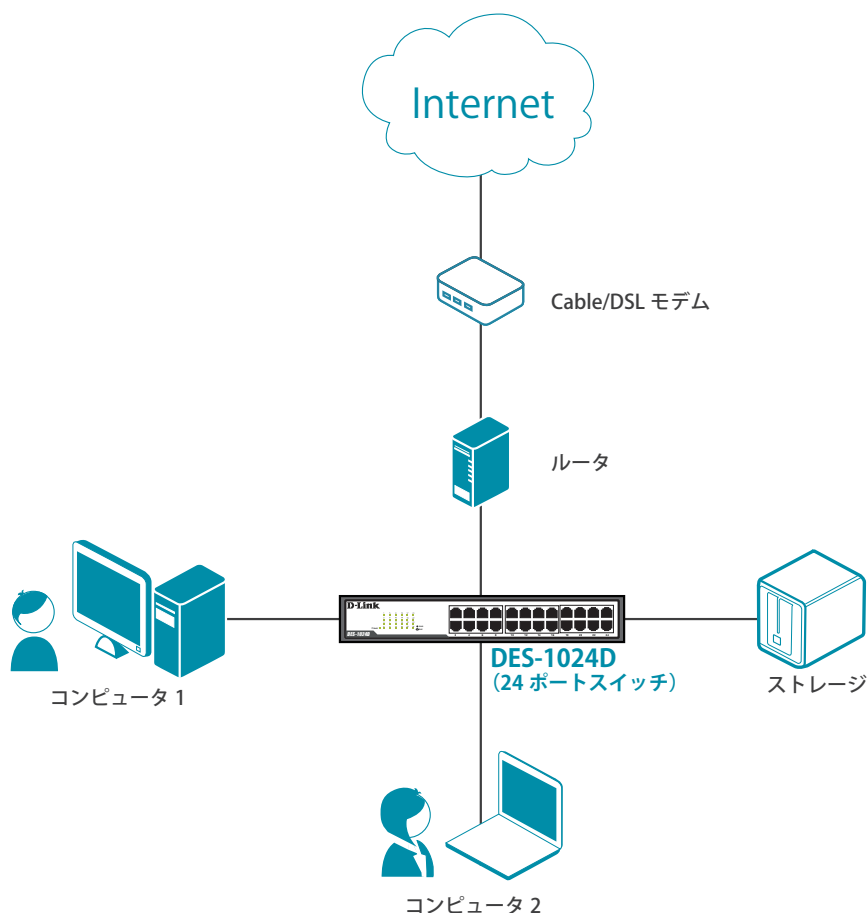 Internet
Cable/DSL モデム
ルータ
D-Link
DES-1024D
DES-1024D
（24 ポートスイッチ）
コンピュータ 1
ストレージ
コンピュータ 2